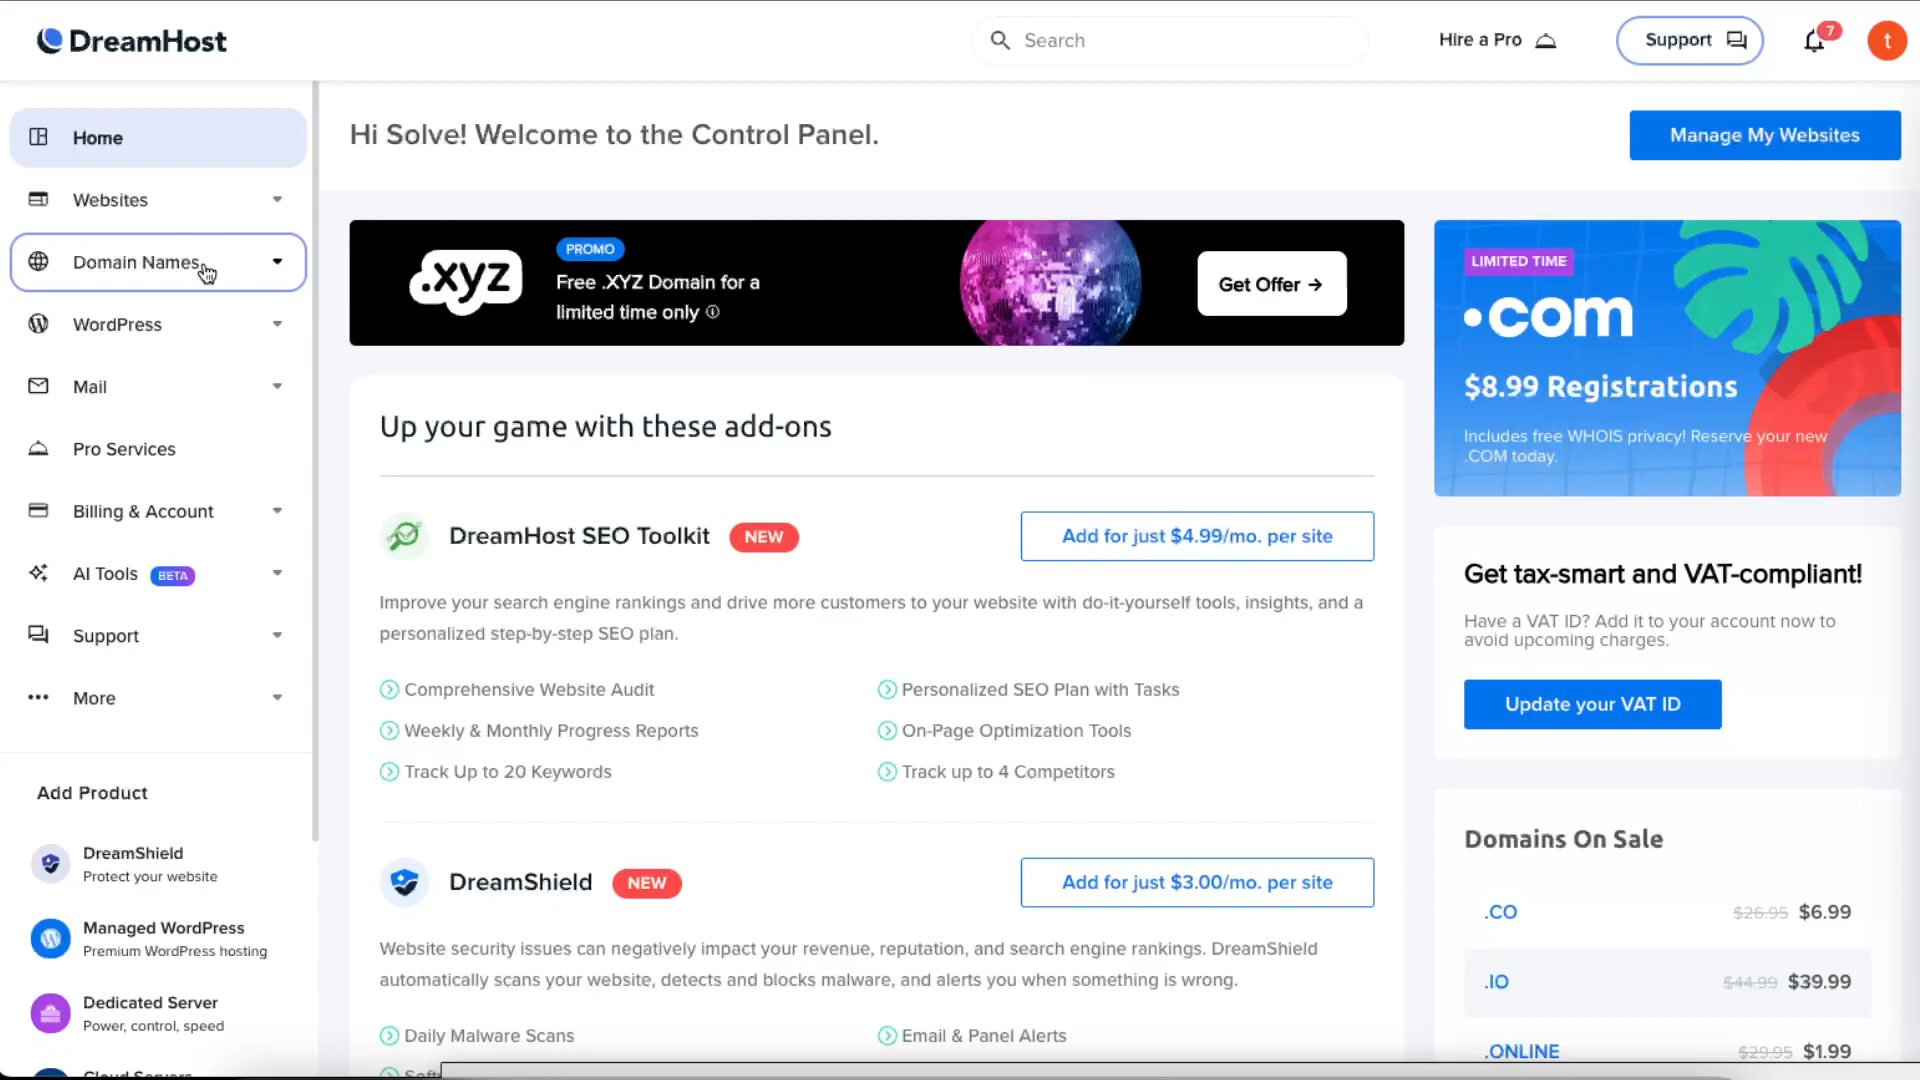 DreamHost
Search
Hire a Pro
Support
7
t
Home
Websites
Domain Names
WordPress
Mail
Pro Services
Billing & Account
AI Tools BETA
Support
More
Add Product
DreamShield
Protect your website
Managed WordPress
Premium WordPress hosting
Dedicated Server
Power, control, speed
Hi Solve! Welcome to the Control Panel.
Manage My Websites
.xyz
PROMO
Free .XYZ Domain for a
limited time only
Get Offer →
Up your game with these add-ons
DreamHost SEO Toolkit NEW
Add for just $4.99/mo. per site
Improve your search engine rankings and drive more customers to your website with do-it-yourself tools, insights, and a
personalized step-by-step SEO plan.
Comprehensive Website Audit
Personalized SEO Plan with Tasks
Weekly & Monthly Progress Reports
On-Page Optimization Tools
Track Up to 20 Keywords
Track up to 4 Competitors
DreamShield NEW
Add for just $3.00/mo. per site
Website security issues can negatively impact your revenue, reputation, and search engine rankings. DreamShield
automatically scans your website, detects and blocks malware, and alerts you when something is wrong.
Daily Malware Scans
Email & Panel Alerts
LIMITED TIME
.com
$8.99 Registrations
Includes free WHOIS privacy! Reserve your new
.COM today.
Get tax-smart and VAT-compliant!
Have a VAT ID? Add it to your account now to
avoid upcoming charges.
Update your VAT ID
Domains On Sale
.CO $26.95 $6.99
.IO $44.99 $39.99
.ONLINE $29.95 $1.99